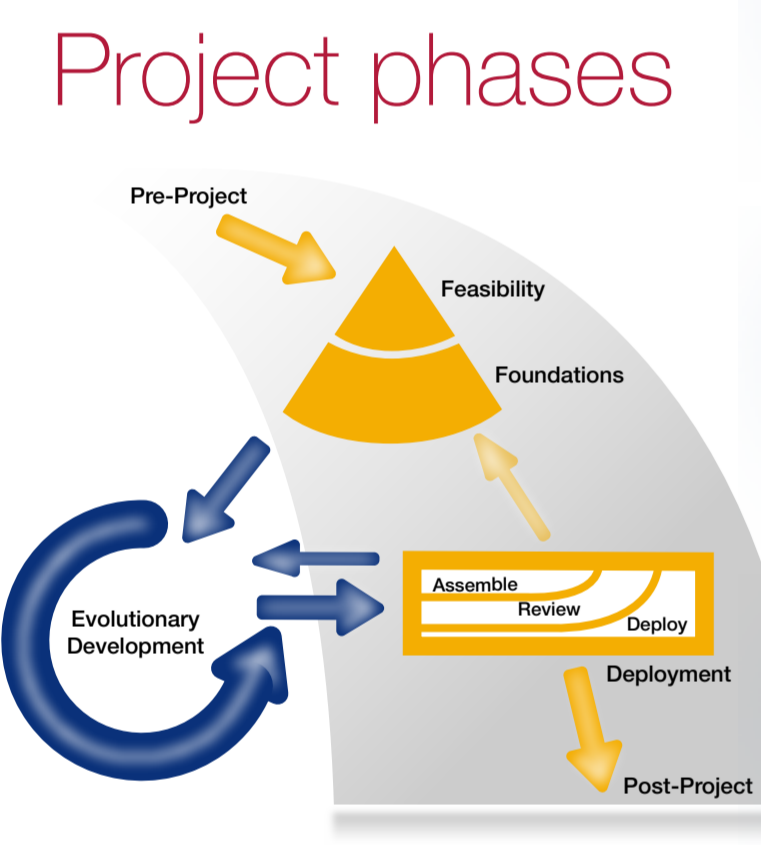 Project phases
Pre-Project
Feasibility
Foundations
Assemble
Review
Deploy
Evolutionary
Development
Deployment
Post-Project